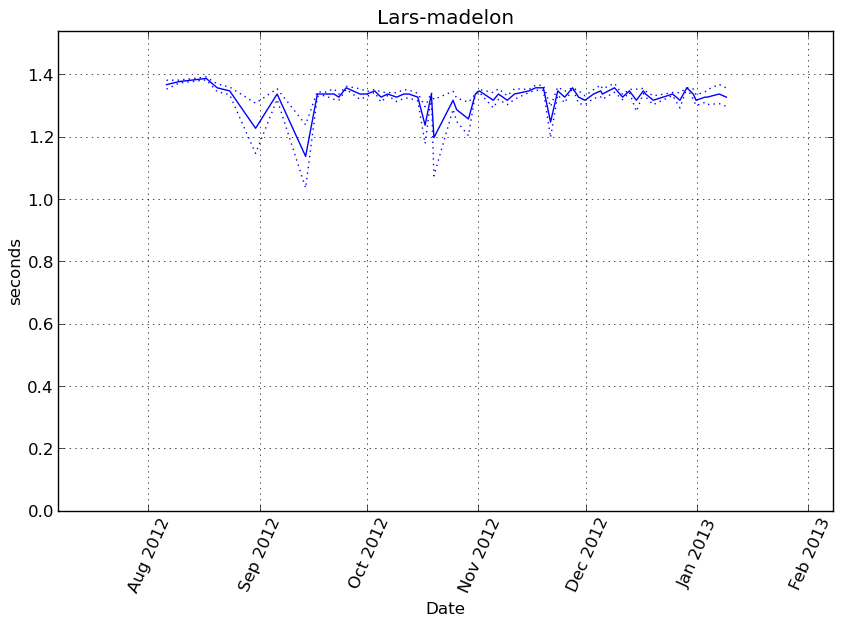 Lars-madelon
1.4
1.2
1.0
0.8
0.6
0.4
0.2
0.0
seconds
Aug 2012
Sep 2012
Oct 2012
Nov 2012
Dec 2012
Jan 2013
Feb 2013
Date